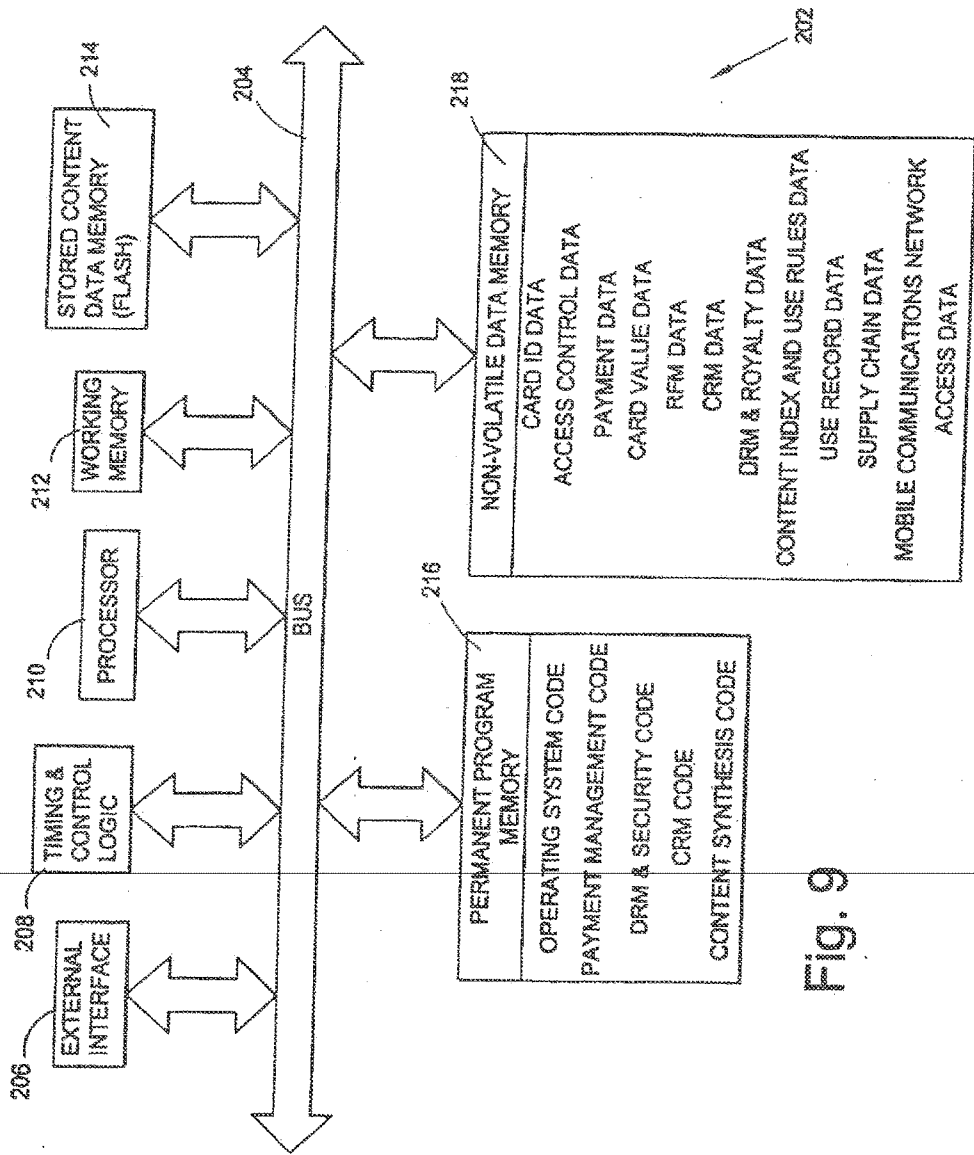 206
EXTERNAL
INTERFACE
208
TIMING &
CONTROL
LOGIC
210
PROCESSOR
212
WORKING
MEMORY
STORED CONTENT
DATA MEMORY
(FLASH)
214
204
BUS
216
PERMANENT PROGRAM
MEMORY
OPERATING SYSTEM CODE
PAYMENT MANAGEMENT CODE
DRM & SECURITY CODE
CRM CODE
CONTENT SYNTHESIS CODE
218
NON-VOLATILE DATA MEMORY
CARD ID DATA
ACCESS CONTROL DATA
PAYMENT DATA
CARD VALUE DATA
RFM DATA
CRM DATA
DRM & ROYALTY DATA
CONTENT INDEX AND USE RULES DATA
USE RECORD DATA
SUPPLY CHAIN DATA
MOBILE COMMUNICATIONS NETWORK
ACCESS DATA
202
Fig. 9